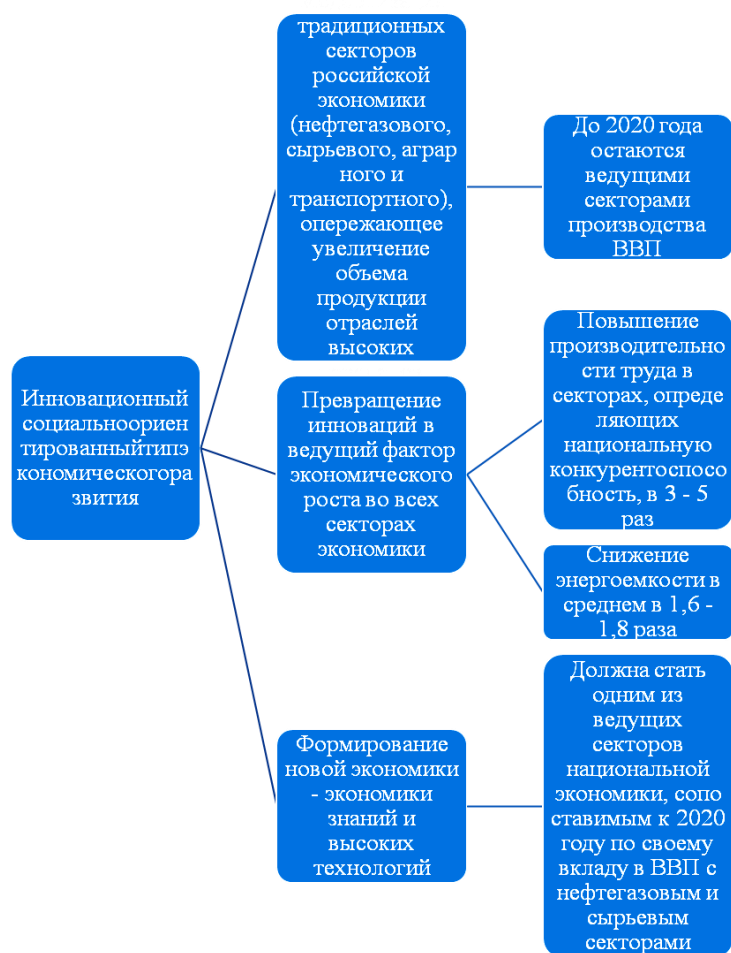 Инновационный
социальноориен
тированныйтипэ
кономическогора
звития
традиционных
секторов
российской
экономики
(нефтегазового,
сырьевого, аграр
ного и
транспортного),
опережающее
увеличение
объема
продукции
отраслей
высоких
До 2020 года
остаются
ведущими
секторами
производства
ВВП
Превращение
инноваций в
ведущий фактор
экономического
роста во всех
секторах
экономики
Повышение
производительно
сти труда в
секторах, опреде
ляющих
национальную
конкурентоспосо
бность, в 3 - 5
раз
Снижение
энергоемкости в
среднем в 1,6 -
1,8 раза
Формирование
новой экономики
- экономики
знаний и
высоких
технологий
Должна стать
одним из
ведущих
секторов
национальной
экономики, сопо
ставимым к 2020
году по своему
вкладу в ВВП с
нефтегазовым и
сырьевым
секторами